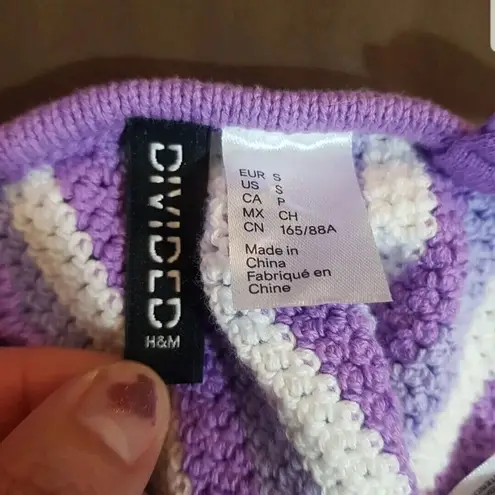 DIVIDED
H&M
EUR S
US S
CA P
MX CH
CN 165/88A
Made in
China
Fabriqué en
Chine